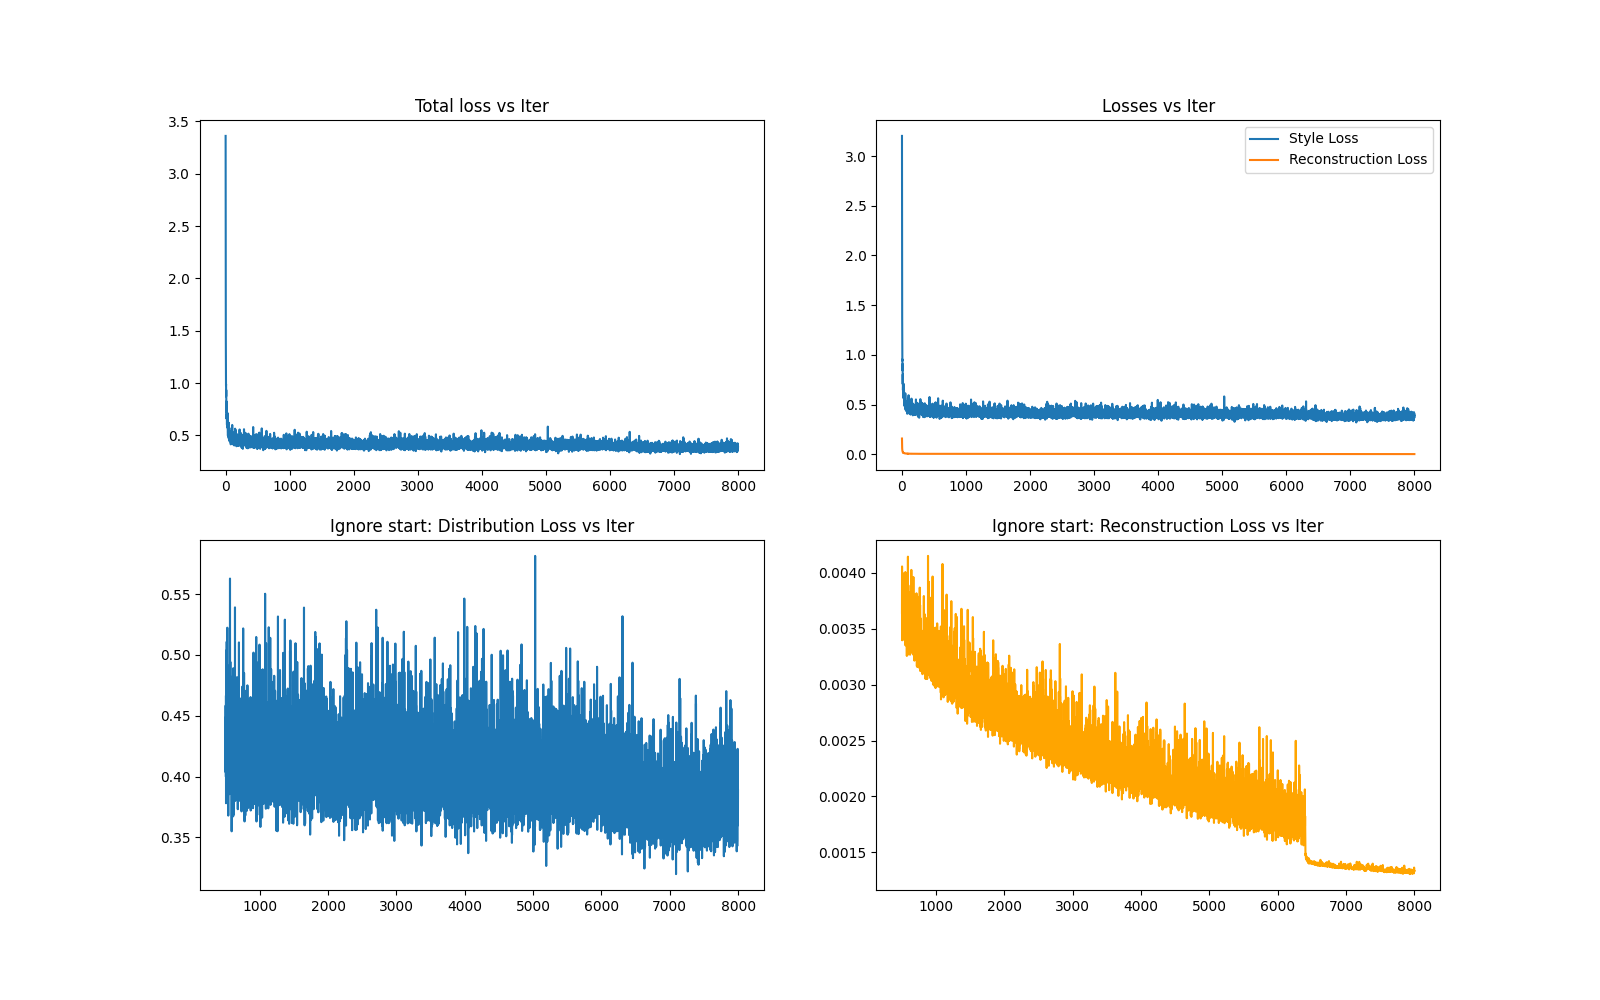 Total loss vs Iter
3.5
3.0
2.5
2.0
1.5
1.0
0.5
0 1000 2000 3000 4000 5000 6000 7000 8000
Losses vs Iter
Style Loss
Reconstruction Loss
3.0
2.5
2.0
1.5
1.0
0.5
0.0
0 1000 2000 3000 4000 5000 6000 7000 8000
Ignore start: Distribution Loss vs Iter
0.55
0.50
0.45
0.40
0.35
1000 2000 3000 4000 5000 6000 7000 8000
Ignore start: Reconstruction Loss vs Iter
0.0040
0.0035
0.0030
0.0025
0.0020
0.0015
1000 2000 3000 4000 5000 6000 7000 8000